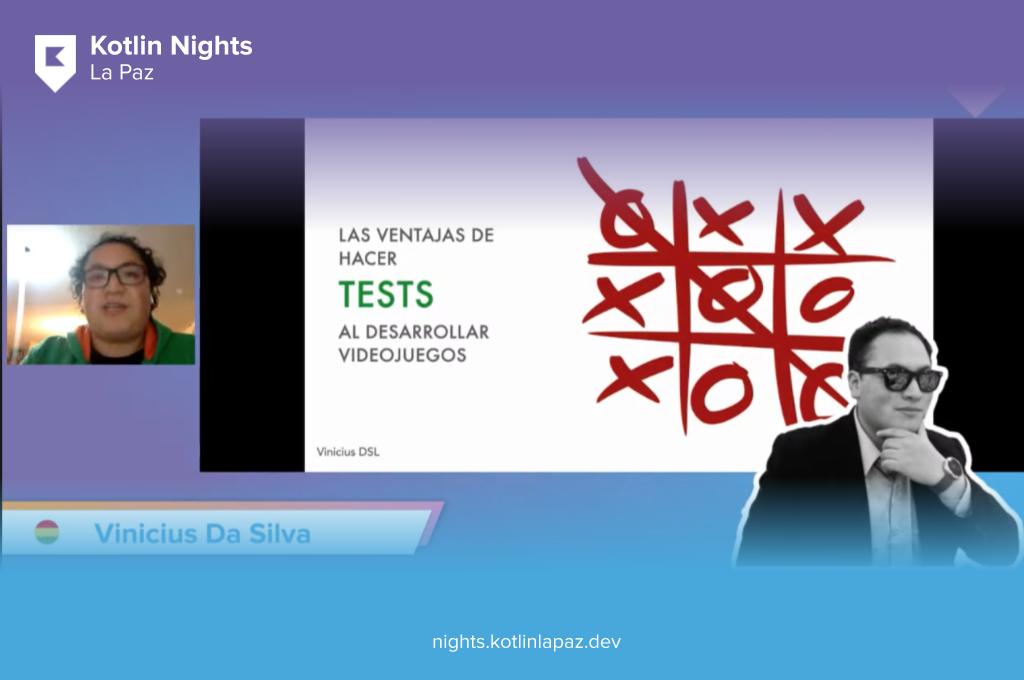 Kotlin Nights
La Paz
LAS VENTAJAS DE
HACER
TESTS
AL DESARROLLAR
VIDEOJUEGOS
Vinicius DSL
Vinicius Da Silva
nights.kotlinlapaz.dev